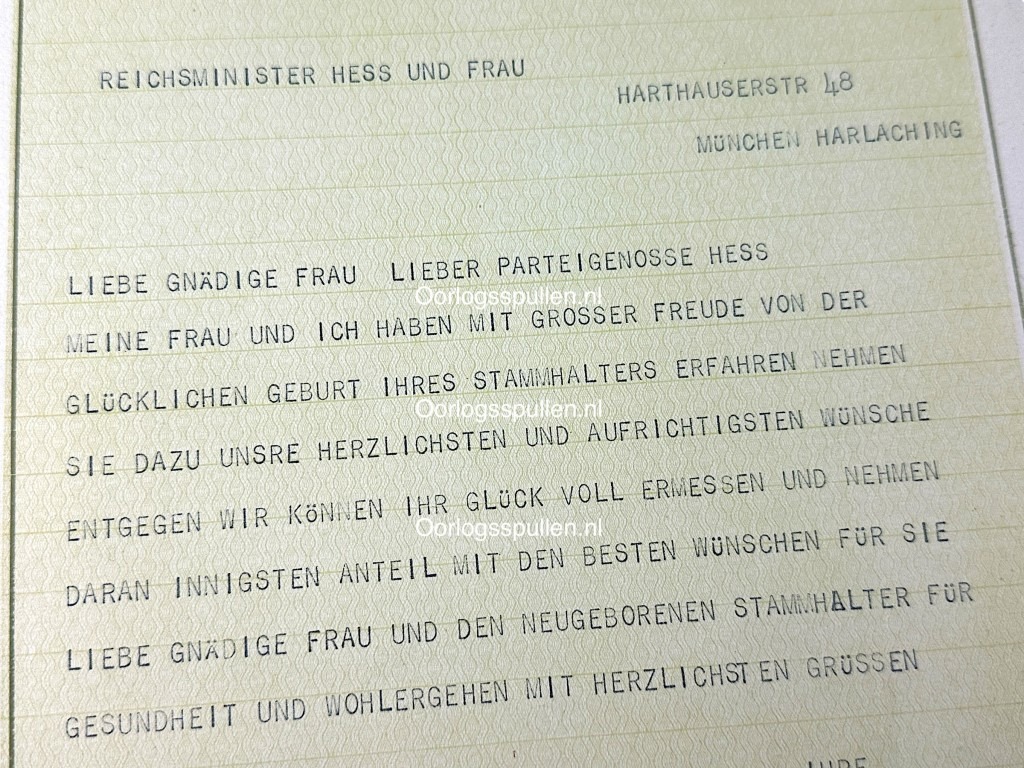 REICHSMINISTER HESS UND FRAU
HARTHAUSERSTR 48
MÜNCHEN HARLACHING
LIEBE GNÄDIGE FRAU LIEBER PARTEIGENOSSE HESS
Oorlogsspullen.nl
MEINE FRAU UND ICH HABEN MIT GROSSER FREUDE VON DER
GLÜCKLICHEN GEBURT IHRES STAMMHALTERS ERFAHREN NEHMEN
Oorlogsspullen.nl
SIE DAZU UNSRE HERZLICHSTEN UND AUFRICHTIGSTEN WÜNSCHE
ENTGEGEN WIR KÖNNEN IHR GLÜCK VOLL ERMESSEN UND NEHMEN
Oorlogsspullen.nl
DARAN INNIGSTEN ANTEIL MIT DEN BESTEN WÜNSCHEN FÜR SIE
LIEBE GNÄDIGE FRAU UND DEN NEUGEBORENEN STAMMHALTER FÜR
GESUNDHEIT UND WOHLERGEHEN MIT HERZLICHSTEN GRÜSSEN